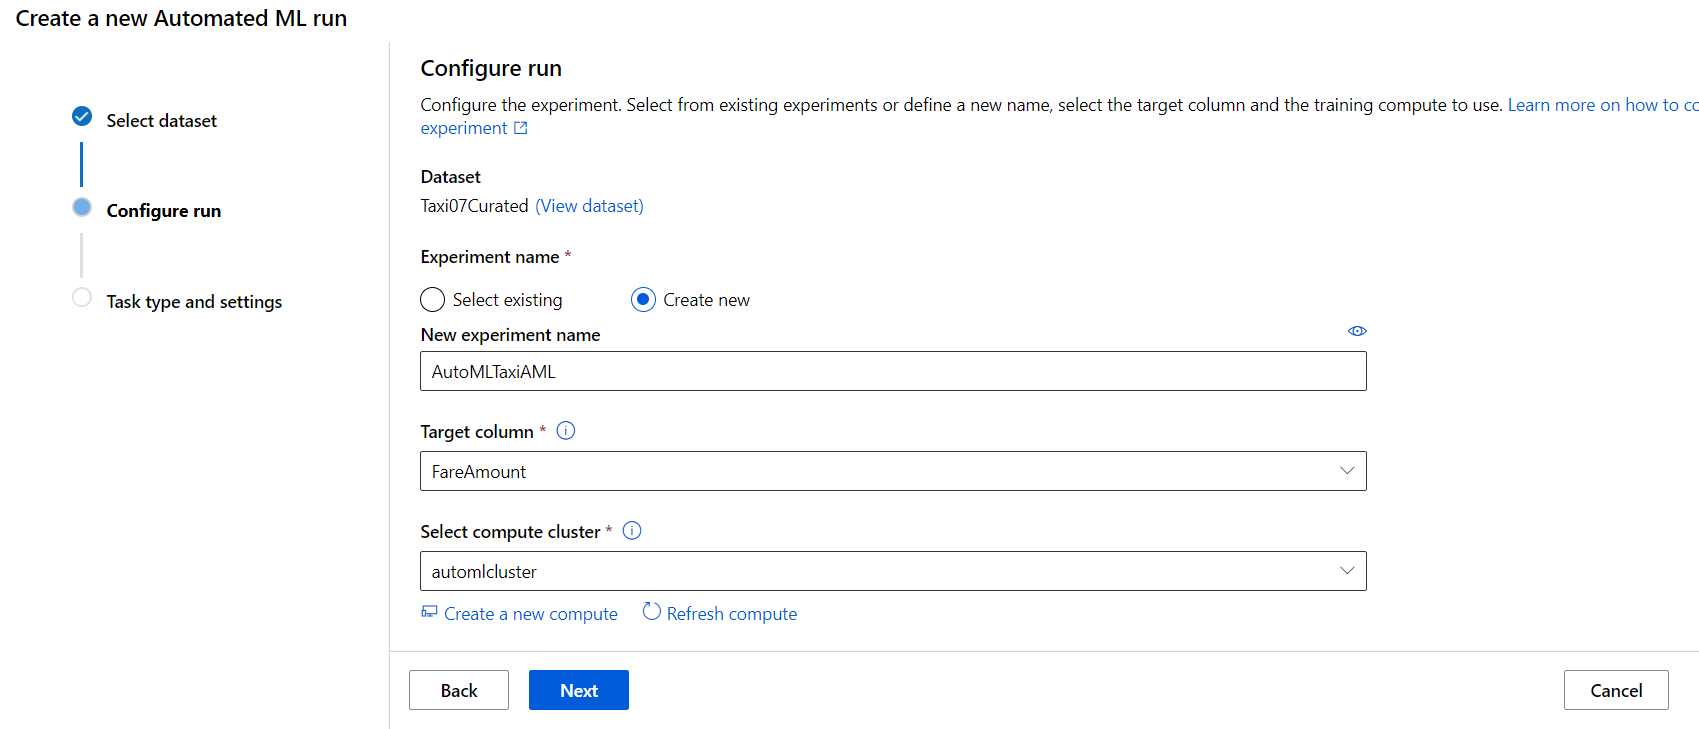 Create a new Automated ML run
Select dataset
Configure run
Task type and settings
Configure run
Configure the experiment. Select from existing experiments or define a new name, select the target column and the training compute to use. Learn more on how to
experiment
Dataset
Taxi07Curated (View dataset)
Experiment name *
Select existing
Create new
New experiment name
AutoMLTaxiAML
Target column *
FareAmount
Select compute cluster *
automlcluster
Create a new compute
Refresh compute
Back
Next
Cancel